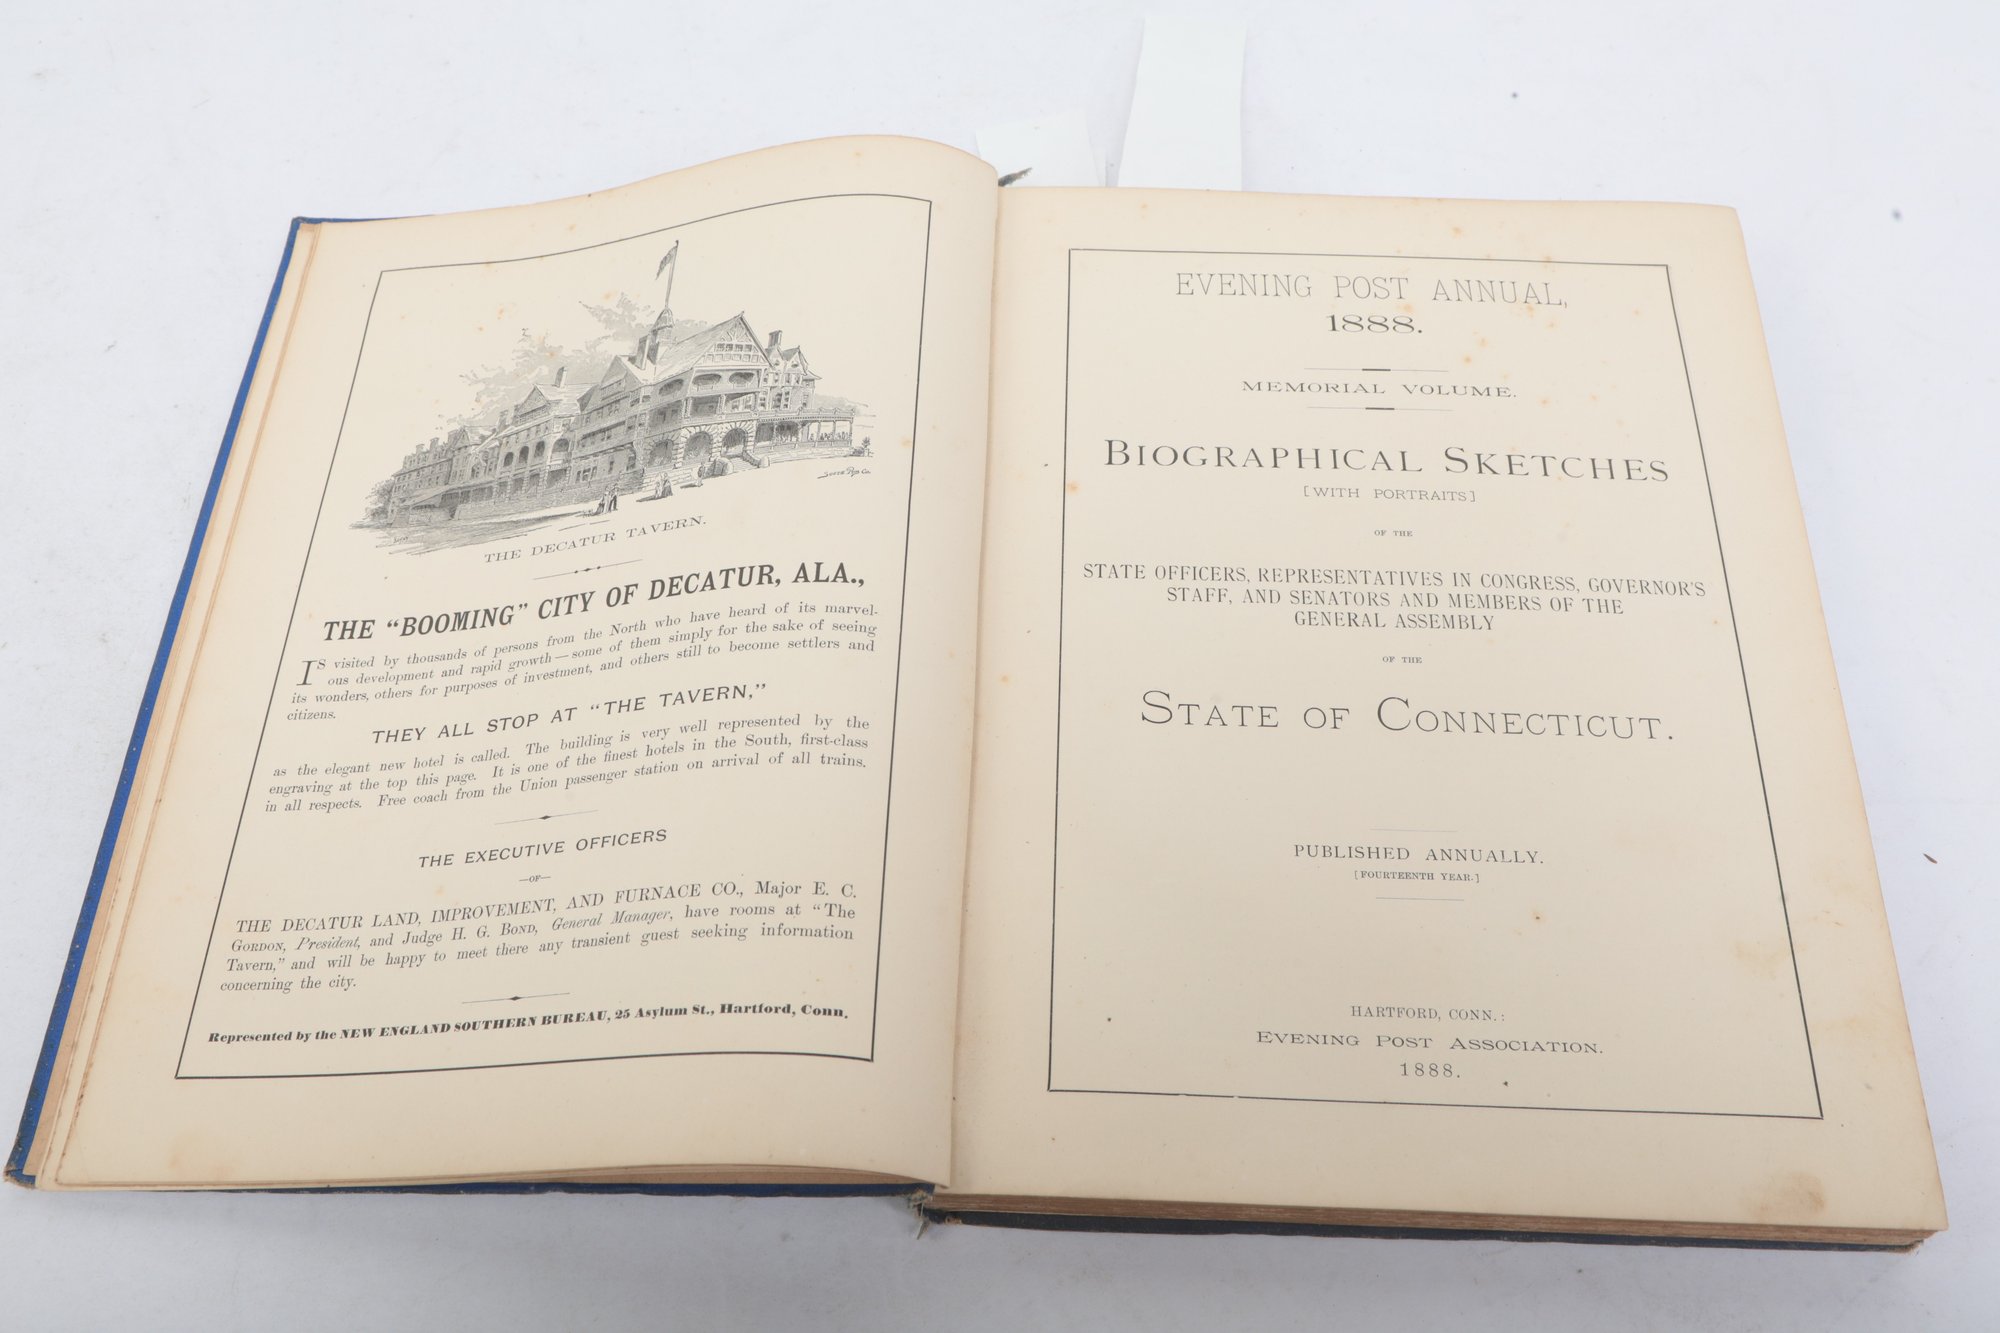 Scott Pub Co.
THE DECATUR TAVERN.
THE "BOOMING" CITY OF DECATUR, ALA.,
IS visited by thousands of persons from the North who have heard of its marvel-
ous development and rapid growth—some of them simply for the sake of seeing
its wonders, others for purposes of investment, and others still to become settlers and
citizens.
THEY ALL STOP AT "THE TAVERN,"
as the elegant new hotel is called. The building is very well represented by the
engraving at the top this page. It is one of the finest hotels in the South, first-class
in all respects. Free coach from the Union passenger station on arrival of all trains.
THE EXECUTIVE OFFICERS
—OF—
THE DECATUR LAND, IMPROVEMENT, AND FURNACE CO., Major E. C.
GORDON, President, and Judge H. G. BOND, General Manager, have rooms at "The
Tavern," and will be happy to meet there any transient guest seeking information
concerning the city.
Represented by the NEW ENGLAND SOUTHERN BUREAU, 25 Asylum St., Hartford, Conn.
EVENING POST ANNUAL,
1888.
MEMORIAL VOLUME.
BIOGRAPHICAL SKETCHES
[WITH PORTRAITS]
OF THE
STATE OFFICERS, REPRESENTATIVES IN CONGRESS, GOVERNOR'S
STAFF, AND SENATORS AND MEMBERS OF THE
GENERAL ASSEMBLY
OF THE
STATE OF CONNECTICUT.
PUBLISHED ANNUALLY.
[FOURTEENTH YEAR.]
HARTFORD, CONN.:
EVENING POST ASSOCIATION.
1888.